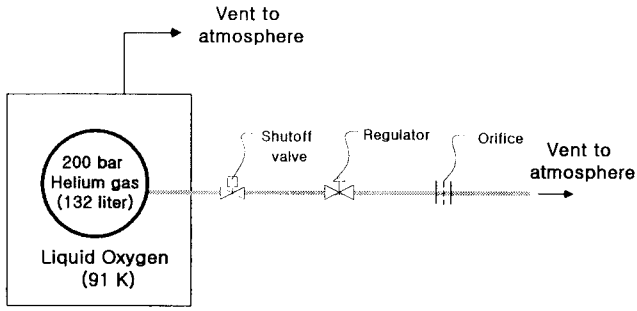 Vent to
atmosphere
200 bar
Helium gas
(132 liter)
Liquid Oxygen
(91 K)
Shutoff
valve
Regulator
Orifice
Vent to
atmosphere